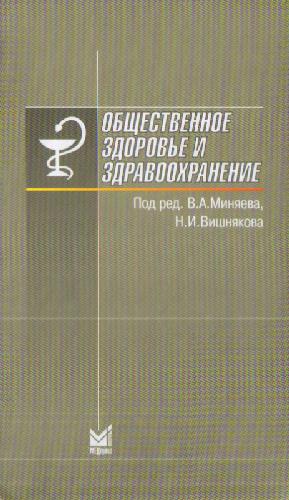 ОБЩЕСТВЕННОЕ
ЗДОРОВЬЕ И
ЗДРАВООХРАНЕНИЕ
Под ред. В.А.Миняева,
Н.И.Вишнякова